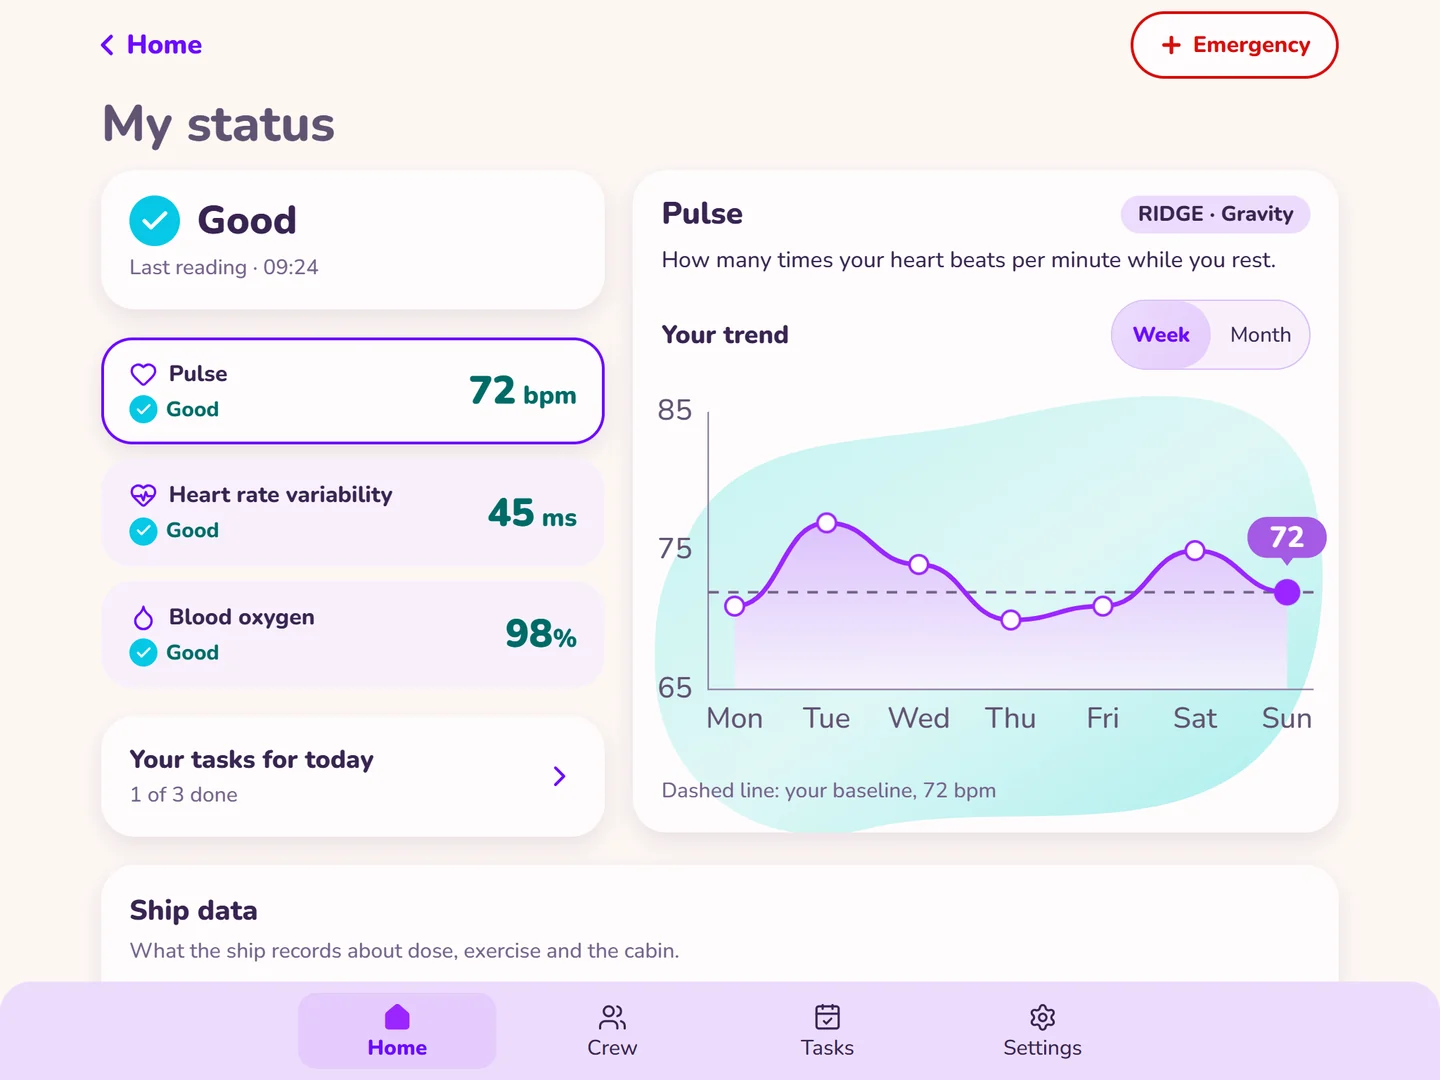 Home
Emergency
My status
Good
Last reading · 09:24
Pulse
Good
72 bpm
Heart rate variability
Good
45 ms
Blood oxygen
Good
98%
Your tasks for today
1 of 3 done
Pulse
RIDGE · Gravity
How many times your heart beats per minute while you rest.
Your trend
Week
Month
85
75
65
72
Mon
Tue
Wed
Thu
Fri
Sat
Sun
Dashed line: your baseline, 72 bpm
Ship data
What the ship records about dose, exercise and the cabin.
Home
Crew
Tasks
Settings